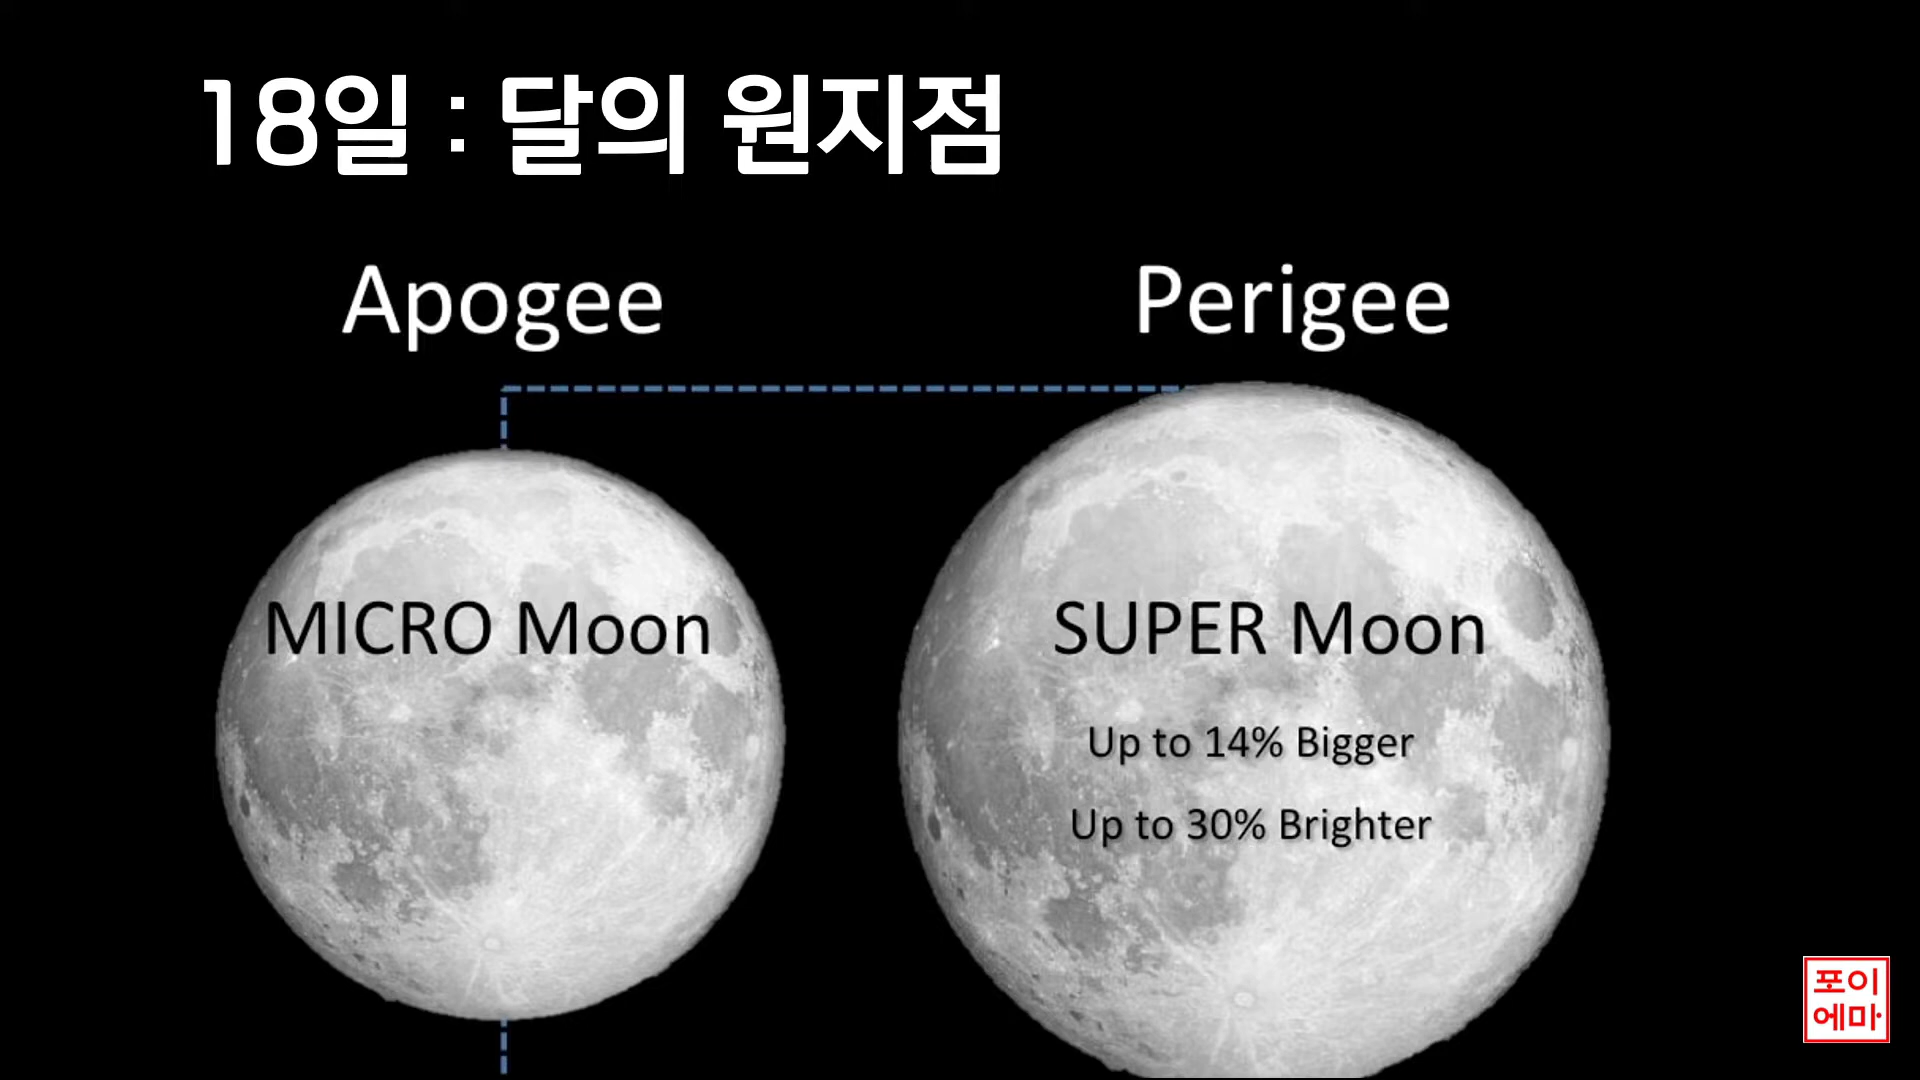 18일 : 달의 원지점
Apogee
Perigee
MICRO Moon
SUPER Moon
Up to 14% Bigger
Up to 30% Brighter
포이
에마